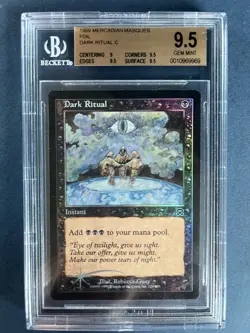 BECKETT
1999 MERCADIAN MASQUES
FOIL
DARK RITUAL C
CENTERING 9 CORNERS 9.5
EDGES 9.5 SURFACE 9.5
9.5
GEM MINT
0010969969
Dark Ritual
Instant
Add to your mana pool.
"Eye of twilight, give us sight.
Take our offer, give us might.
Make our power tears of night."
Illus. Rebecca Guay